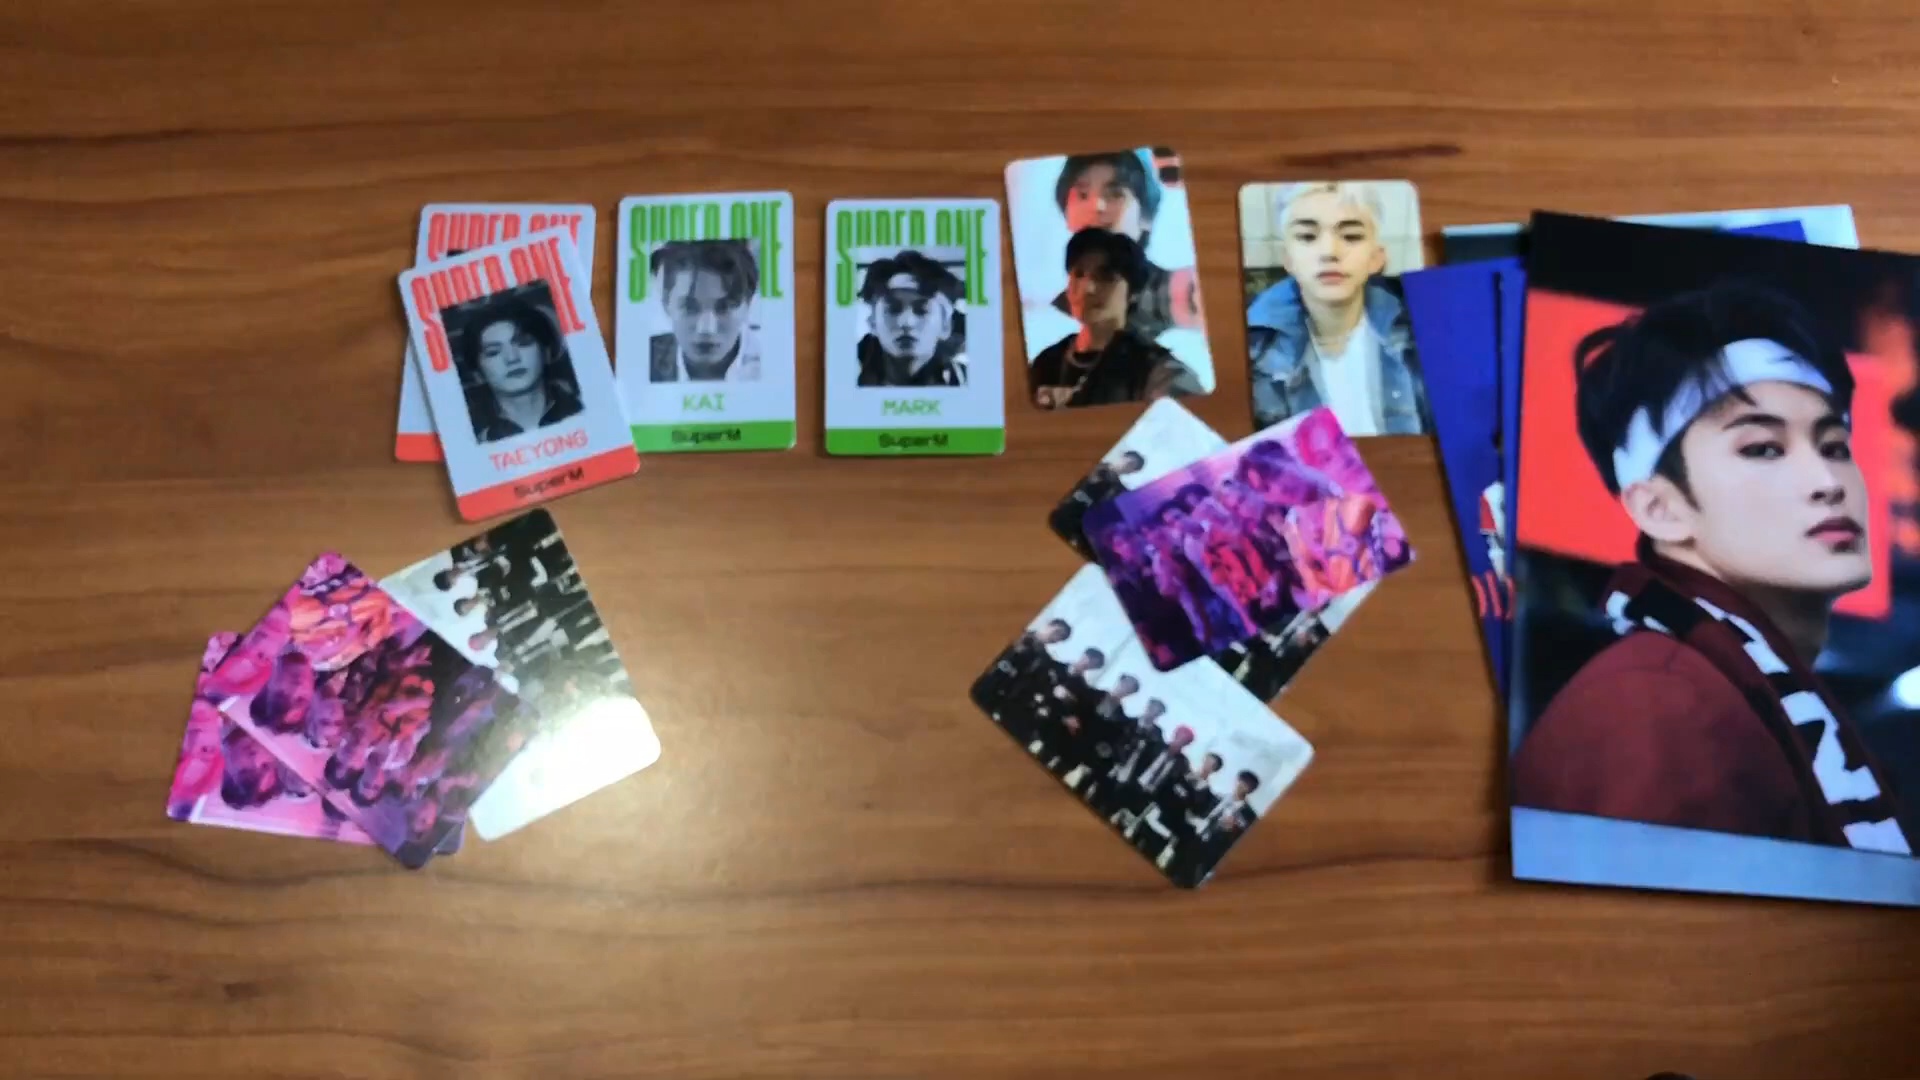 SUPER ONE
SUPER ONE
TAEYONG
SuperM
SUPER ONE
KAI
SuperM
SUPER ONE
MARK
SuperM